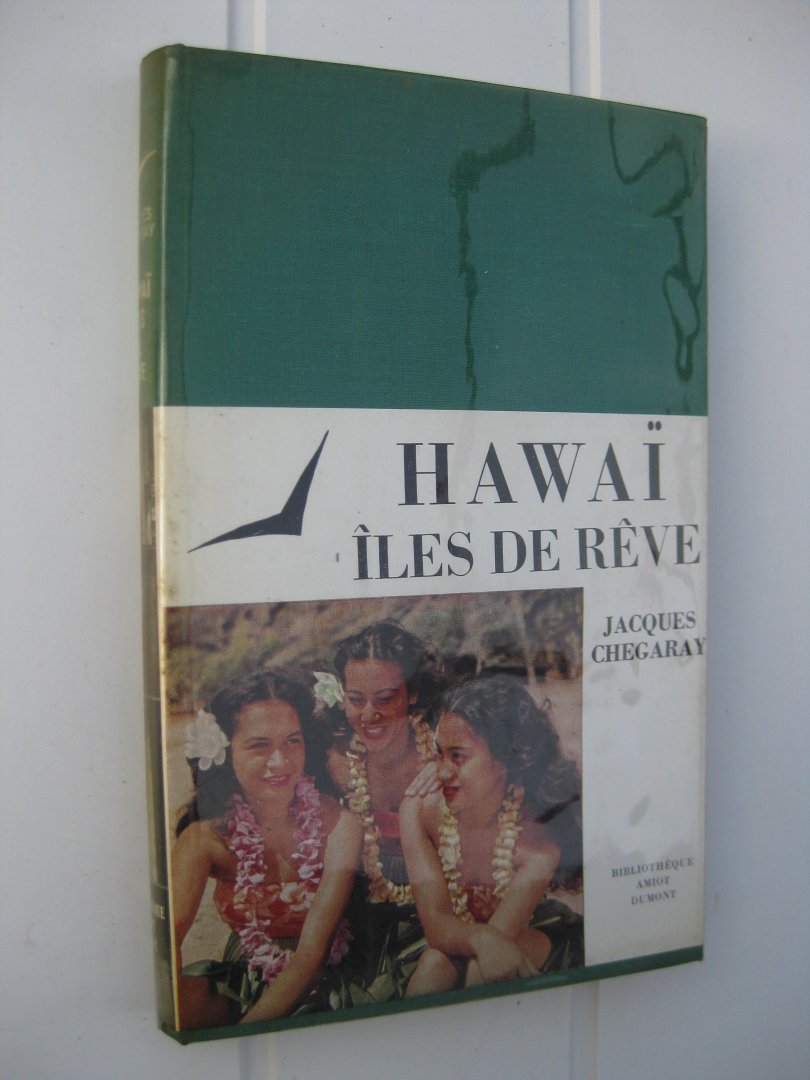 HAWAÏ
ÎLES DE RÊVE
JACQUES
CHEGARAY
BIBLIOTHÈQUE
AMIOT
DUMONT